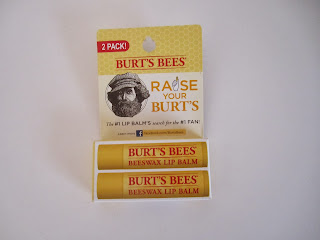 2 PACK!
BURT'S BEES®
RAISE
YOUR
BURT'S
The #1 LIP BALM'S search for the #1 FAN!
BURT'S BEES®
BEESWAX LIP BALM
BURT'S BEES®
BEESWAX LIP BALM